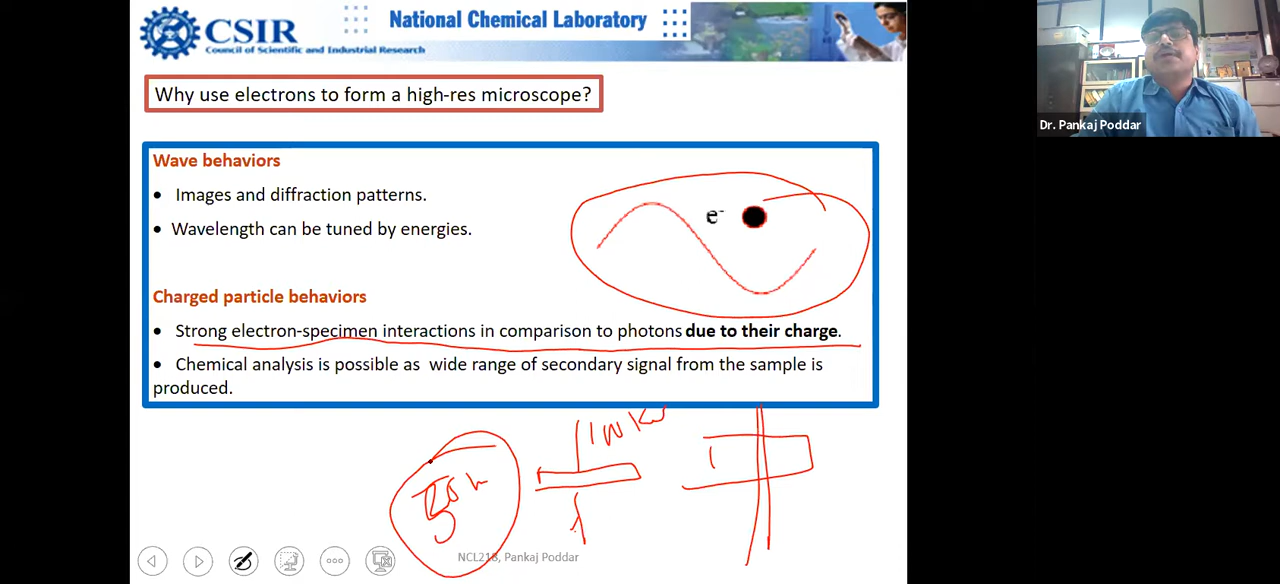 CSIR
Council of Scientific and Industrial Research
National Chemical Laboratory
Dr. Pankaj Poddar
Why use electrons to form a high-res microscope?
Wave behaviors
• Images and diffraction patterns.
e-
• Wavelength can be tuned by energies.
Charged particle behaviors
• Strong electron-specimen interactions in comparison to photons due to their charge.
• Chemical analysis is possible as wide range of secondary signal from the sample is
produced.
NCL218, Pankaj Poddar